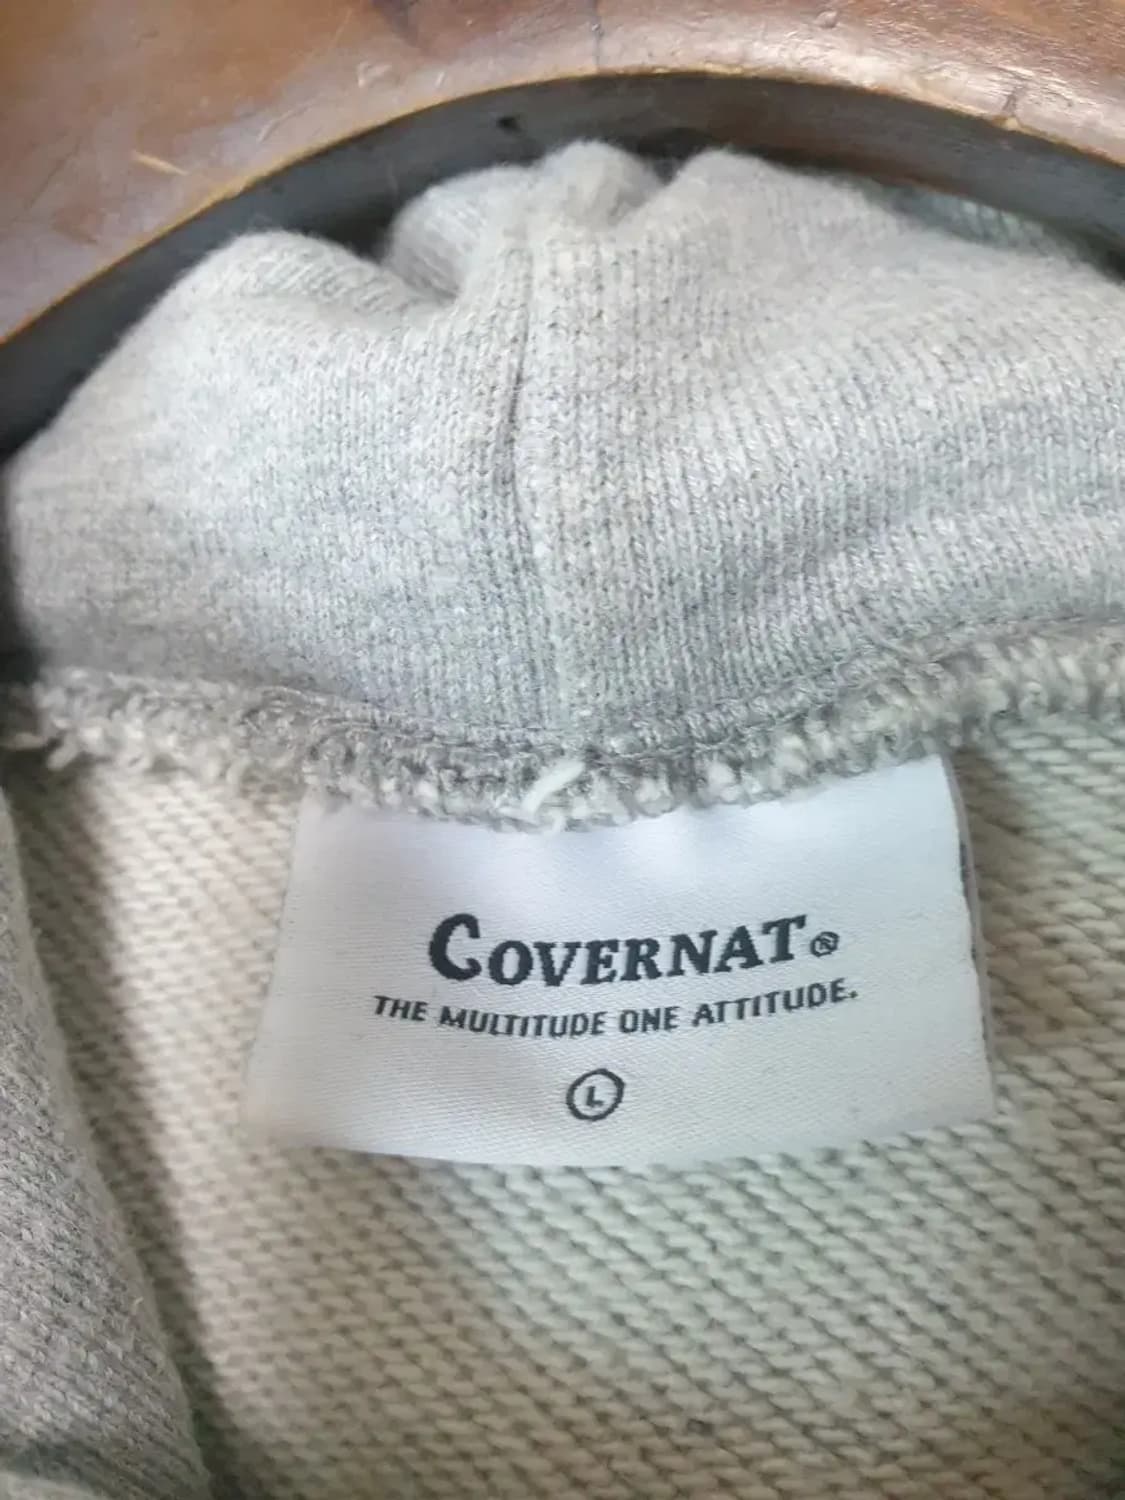 COVERNAT®
THE MULTITUDE ONE ATTITUDE.
L